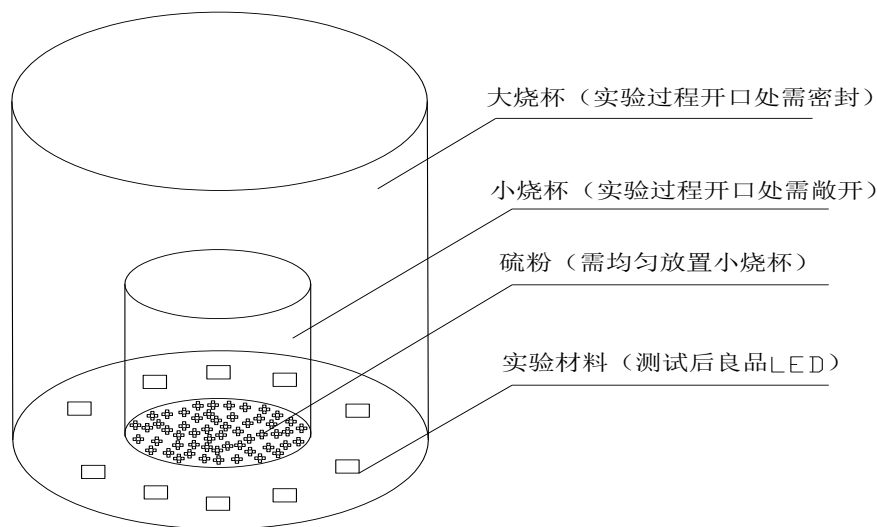 大烧杯（实验过程开口处需密封）
小烧杯（实验过程开口处需敞开）
硫粉（需均匀放置小烧杯）
实验材料（测试后良品LED）